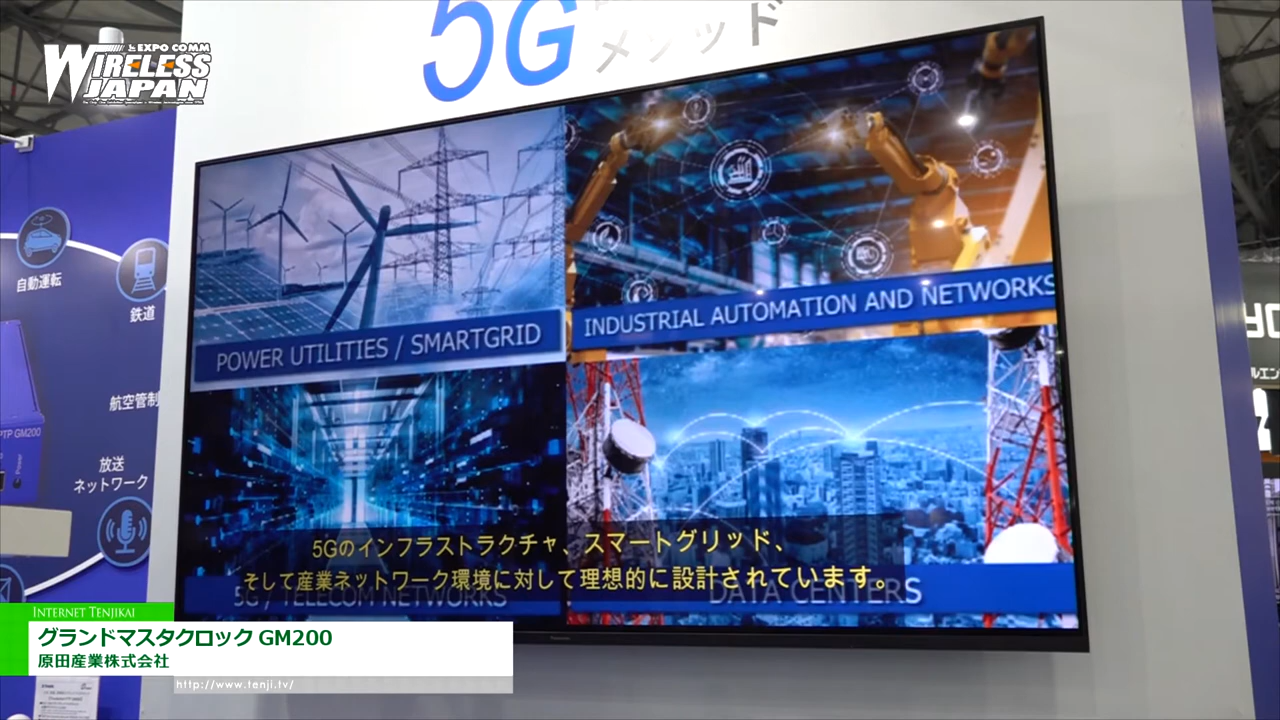 5G
メソッド
EXPO COMM
WIRELESS
JAPAN
自動運転
鉄道
航空管制
PTP GM200
Power
放送
ネットワーク
POWER UTILITIES / SMARTGRID
INDUSTRIAL AUTOMATION AND NETWORKS
5Gのインフラストラクチャ、スマートグリッド、
そして産業ネットワーク環境に対して理想的に設計されています。
5G / TELECOM NETWORKS
DATA CENTERS
INTERNET TENJIKAI
グランドマスタクロック GM200
原田産業株式会社
http://www.tenji.tv/